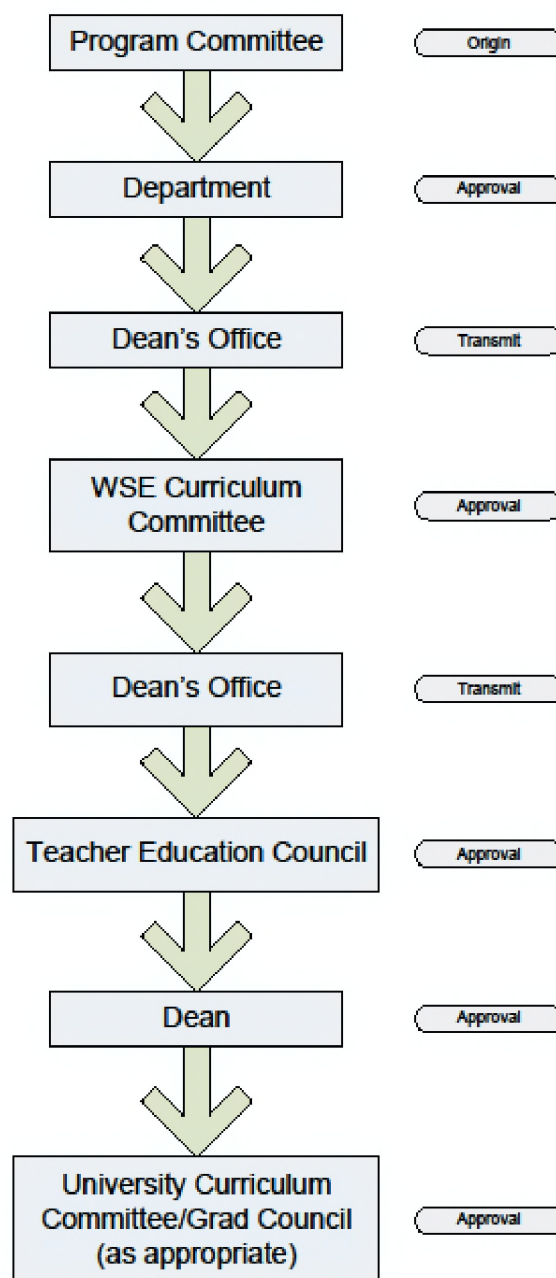 Program Committee
Origin
Department
Approval
Dean's Office
Transmit
WSE Curriculum
Committee
Approval
Dean's Office
Transmit
Teacher Education Council
Approval
Dean
Approval
University Curriculum
Committee/Grad Council
(as appropriate)
Approval